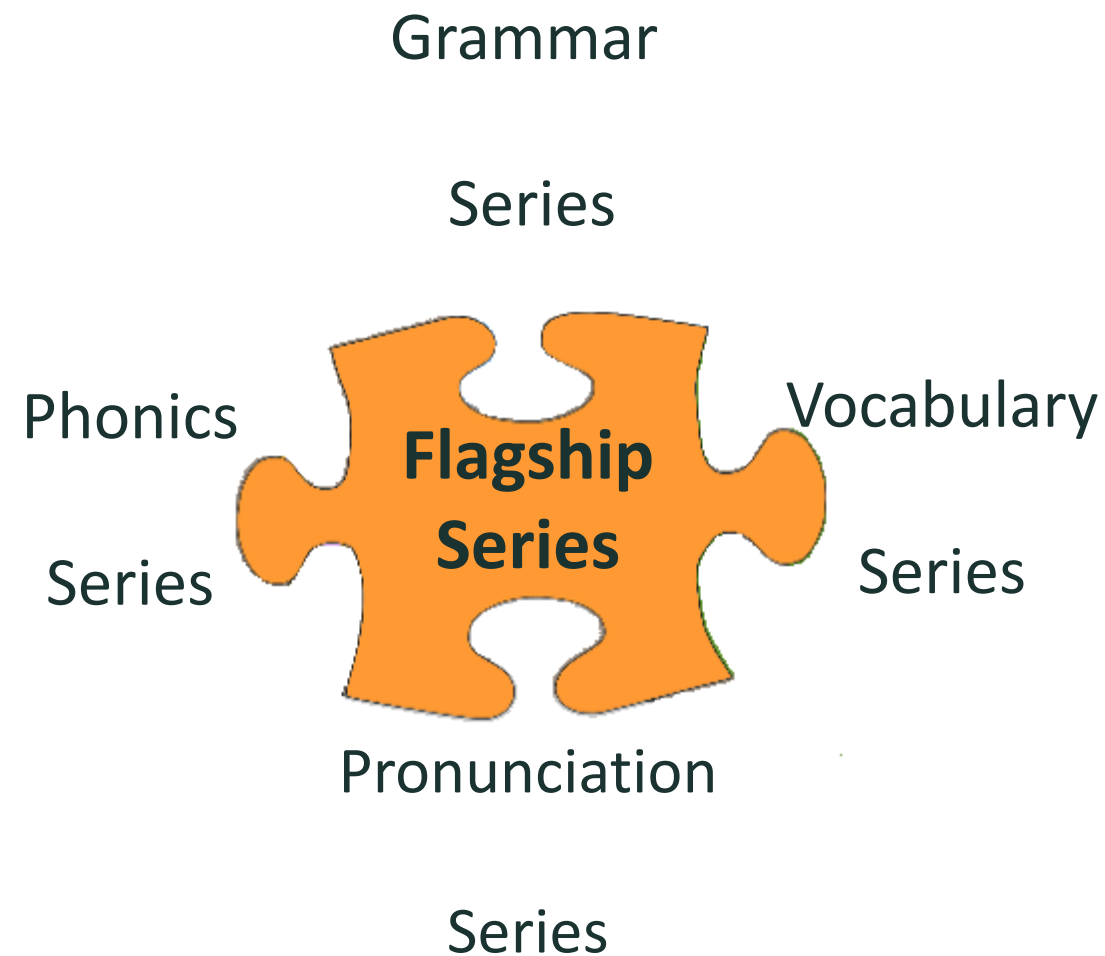 Grammar
Series
Phonics
Series
Flagship
Series
Vocabulary
Series
Pronunciation
Series